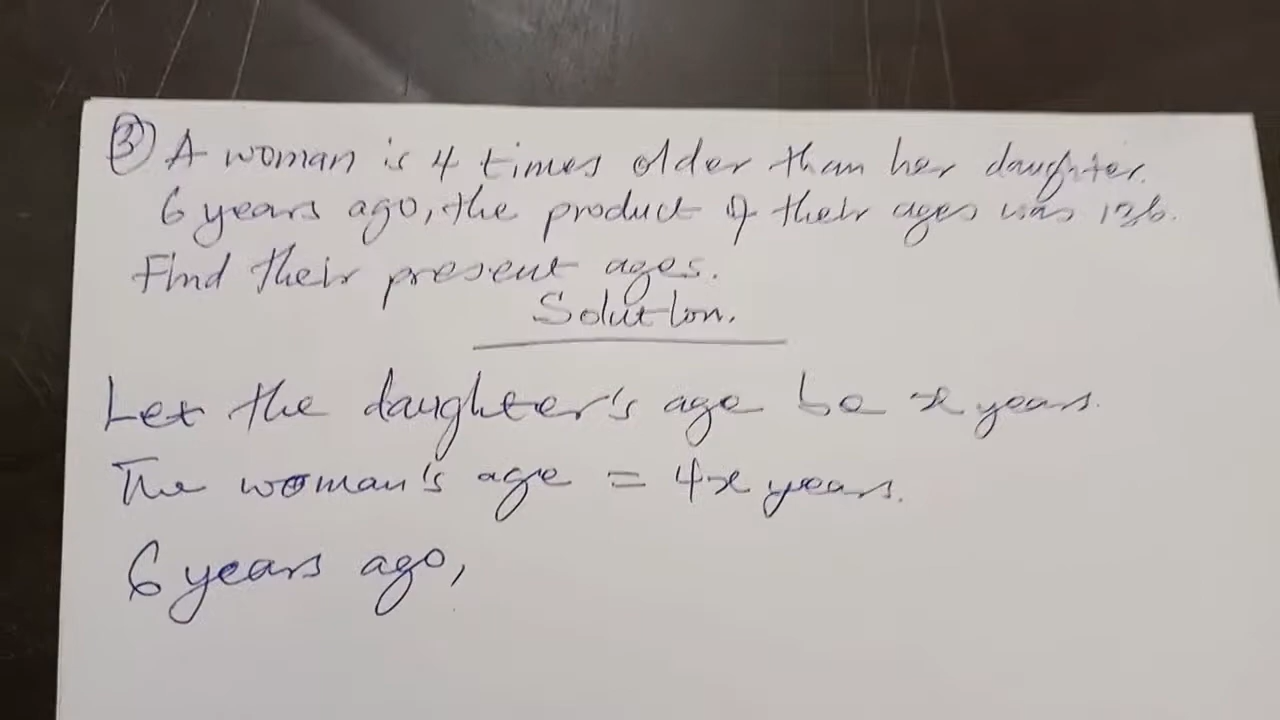 ③ A woman is 4 times older than her daughter.
6 years ago, the product of their ages was 136.
Find their present ages.
Solution.
Let the daughter's age be x years.
The woman's age = 4x years.
6 years ago,